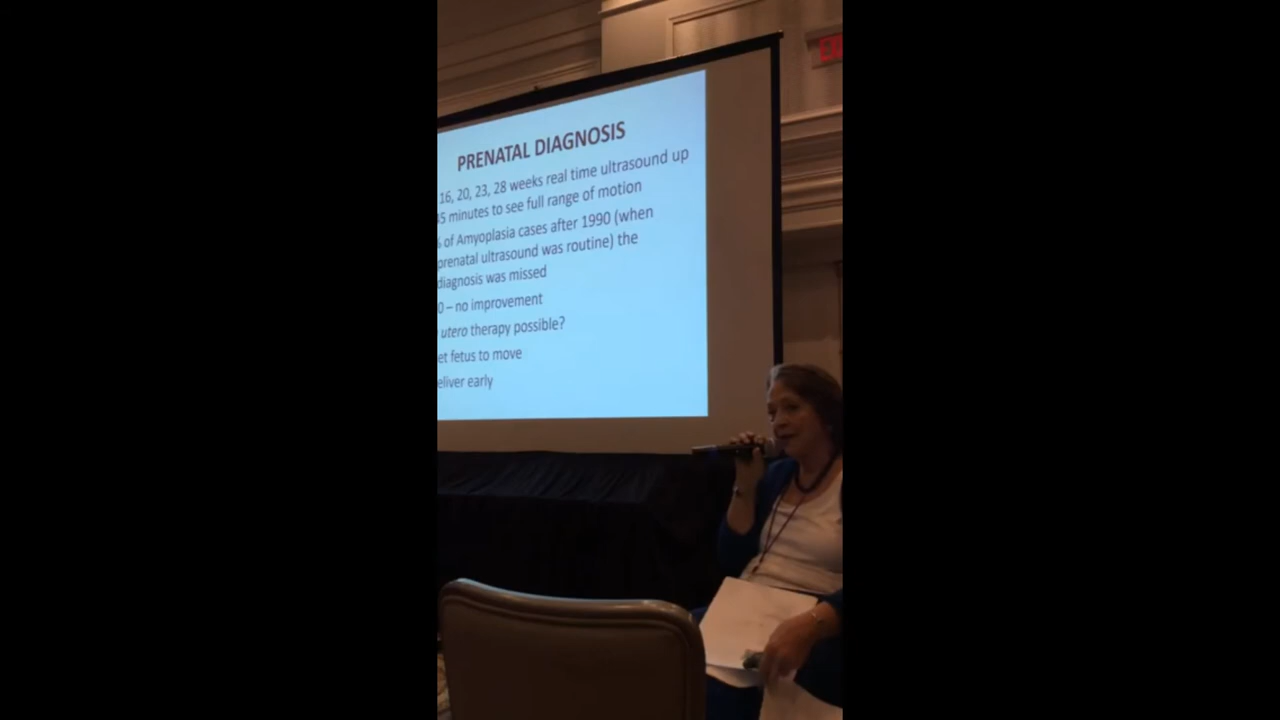 PRENATAL DIAGNOSIS
16, 20, 23, 28 weeks real time ultrasound up
minutes to see full range of motion
of Amyoplasia cases after 1990 (when
prenatal ultrasound was routine) the
diagnosis was missed
– no improvement
utero therapy possible?
fetus to move
early